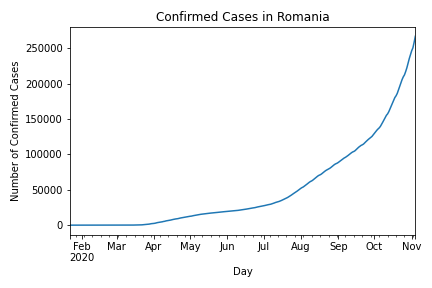 Confirmed Cases in Romania
Number of Confirmed Cases
250000
200000
150000
100000
50000
0
Feb Mar Apr May Jun Jul Aug Sep Oct Nov
2020
Day